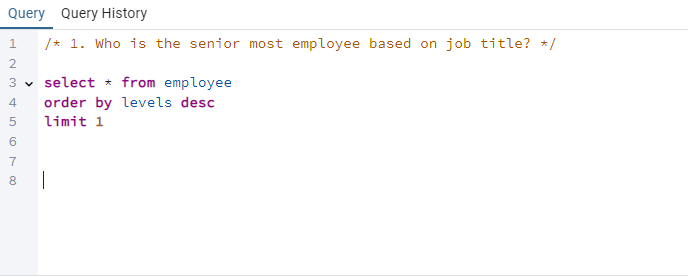 Query Query History
1 /* 1. Who is the senior most employee based on job title? */
2
3 select * from employee
4 order by levels desc
5 limit 1
6
7
8